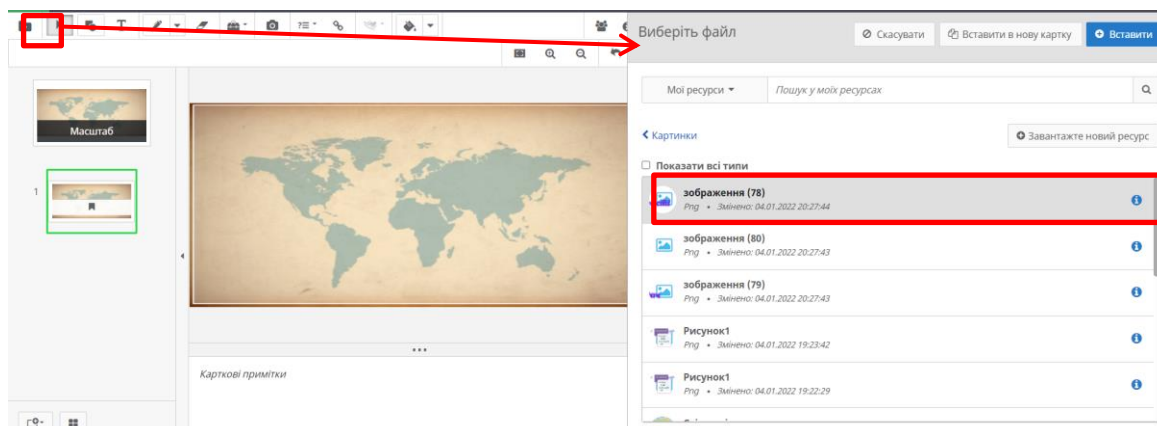 Виберіть файл
Скасувати
Вставити в нову картку
Вставити
Мої ресурси
Пошук у моїх ресурсах
Картинки
Завантажте новий ресурс
Показати всі типи
зображення (78)
Png • Змінено: 04.01.2022 20:27:44
зображення (80)
Png • Змінено: 04.01.2022 20:27:43
зображення (79)
Png • Змінено: 04.01.2022 20:27:43
Рисунок1
Png • Змінено: 04.01.2022 19:23:42
Рисунок1
Png • Змінено: 04.01.2022 19:22:29
Масштаб
1
Карткові примітки